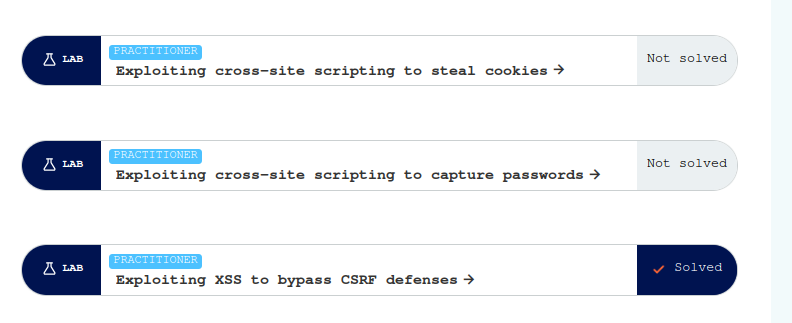 PRACTITIONER
LAB
Exploiting cross-site scripting to steal cookies →
Not solved
PRACTITIONER
LAB
Exploiting cross-site scripting to capture passwords →
Not solved
PRACTITIONER
LAB
Exploiting XSS to bypass CSRF defenses →
Solved